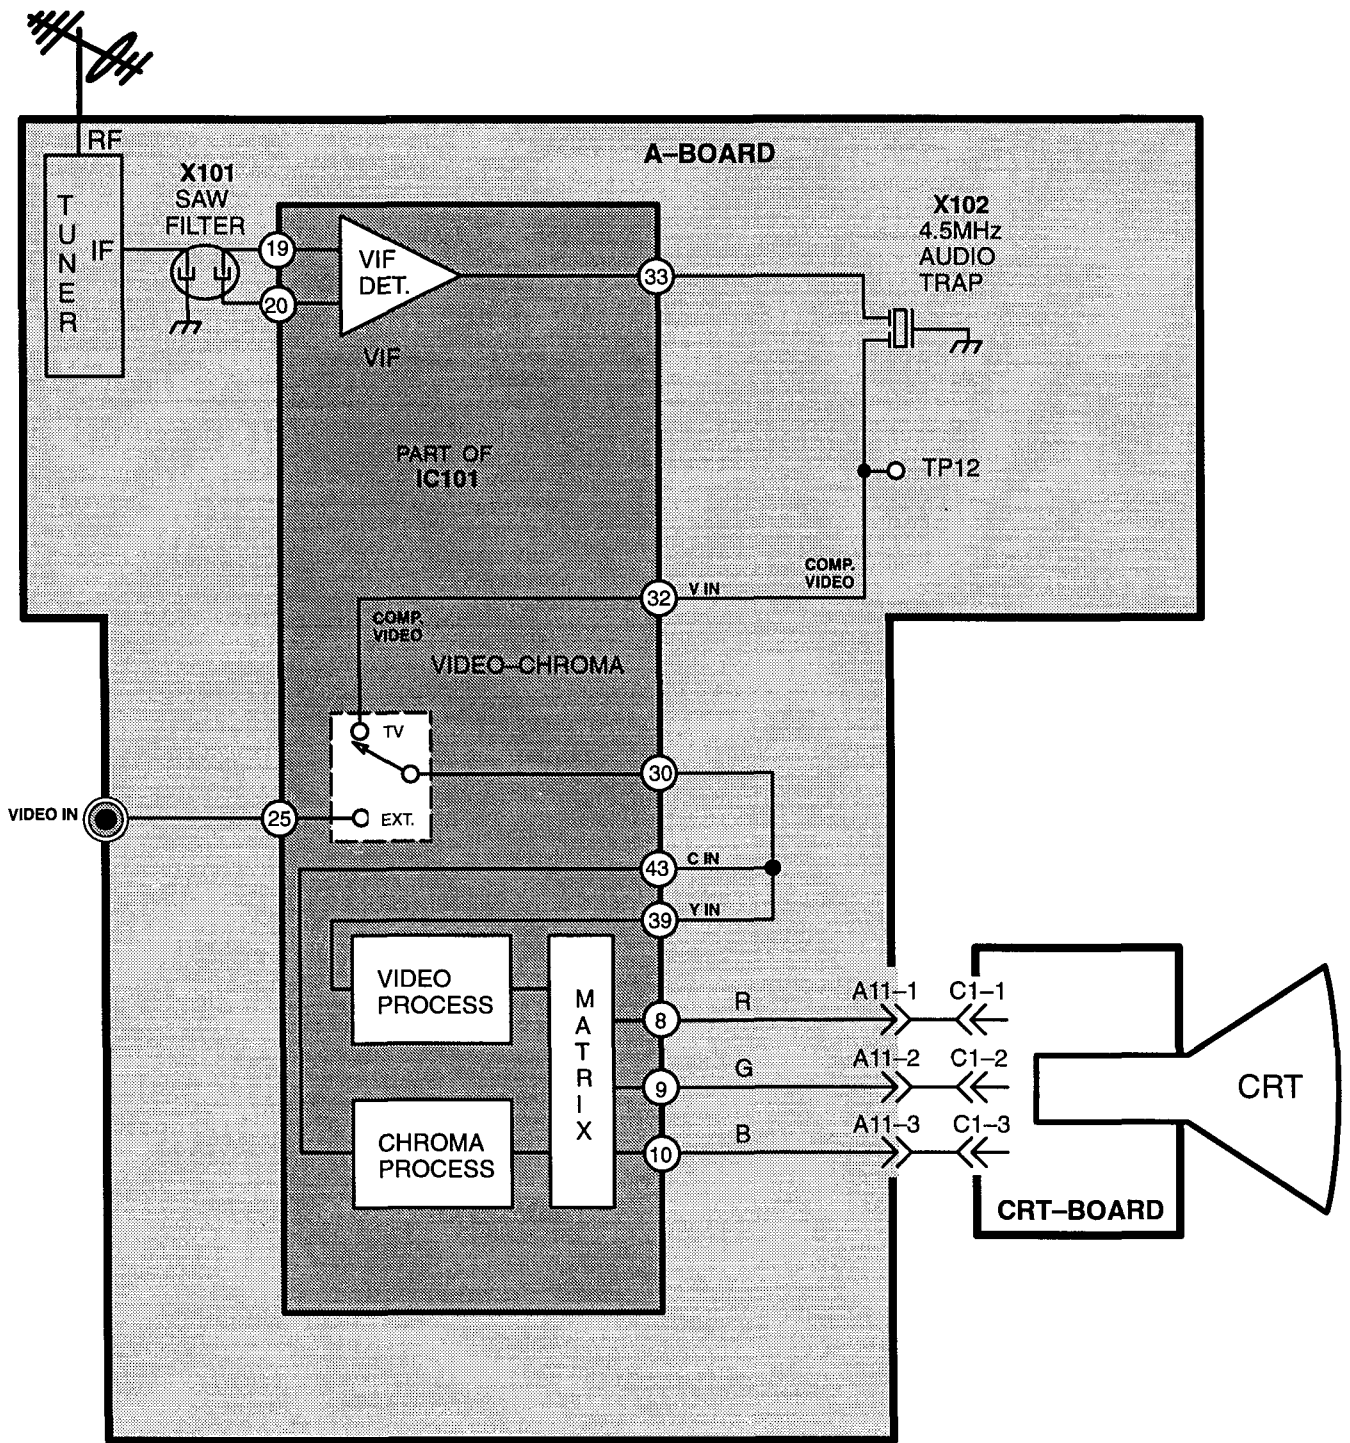 RF
A–BOARD
X101
SAW
FILTER
X102
4.5MHz
AUDIO
TRAP
TUNER
IF
19
20
VIF
DET.
VIF
33
PART OF
IC101
TP12
COMP.
VIDEO
32
V IN
COMP.
VIDEO
VIDEO–CHROMA
TV
30
VIDEO IN
25
EXT.
43
C IN
39
Y IN
VIDEO
PROCESS
MATRIX
8
R
A11–1
C1–1
9
G
A11–2
C1–2
CRT
CHROMA
PROCESS
10
B
A11–3
C1–3
CRT–BOARD